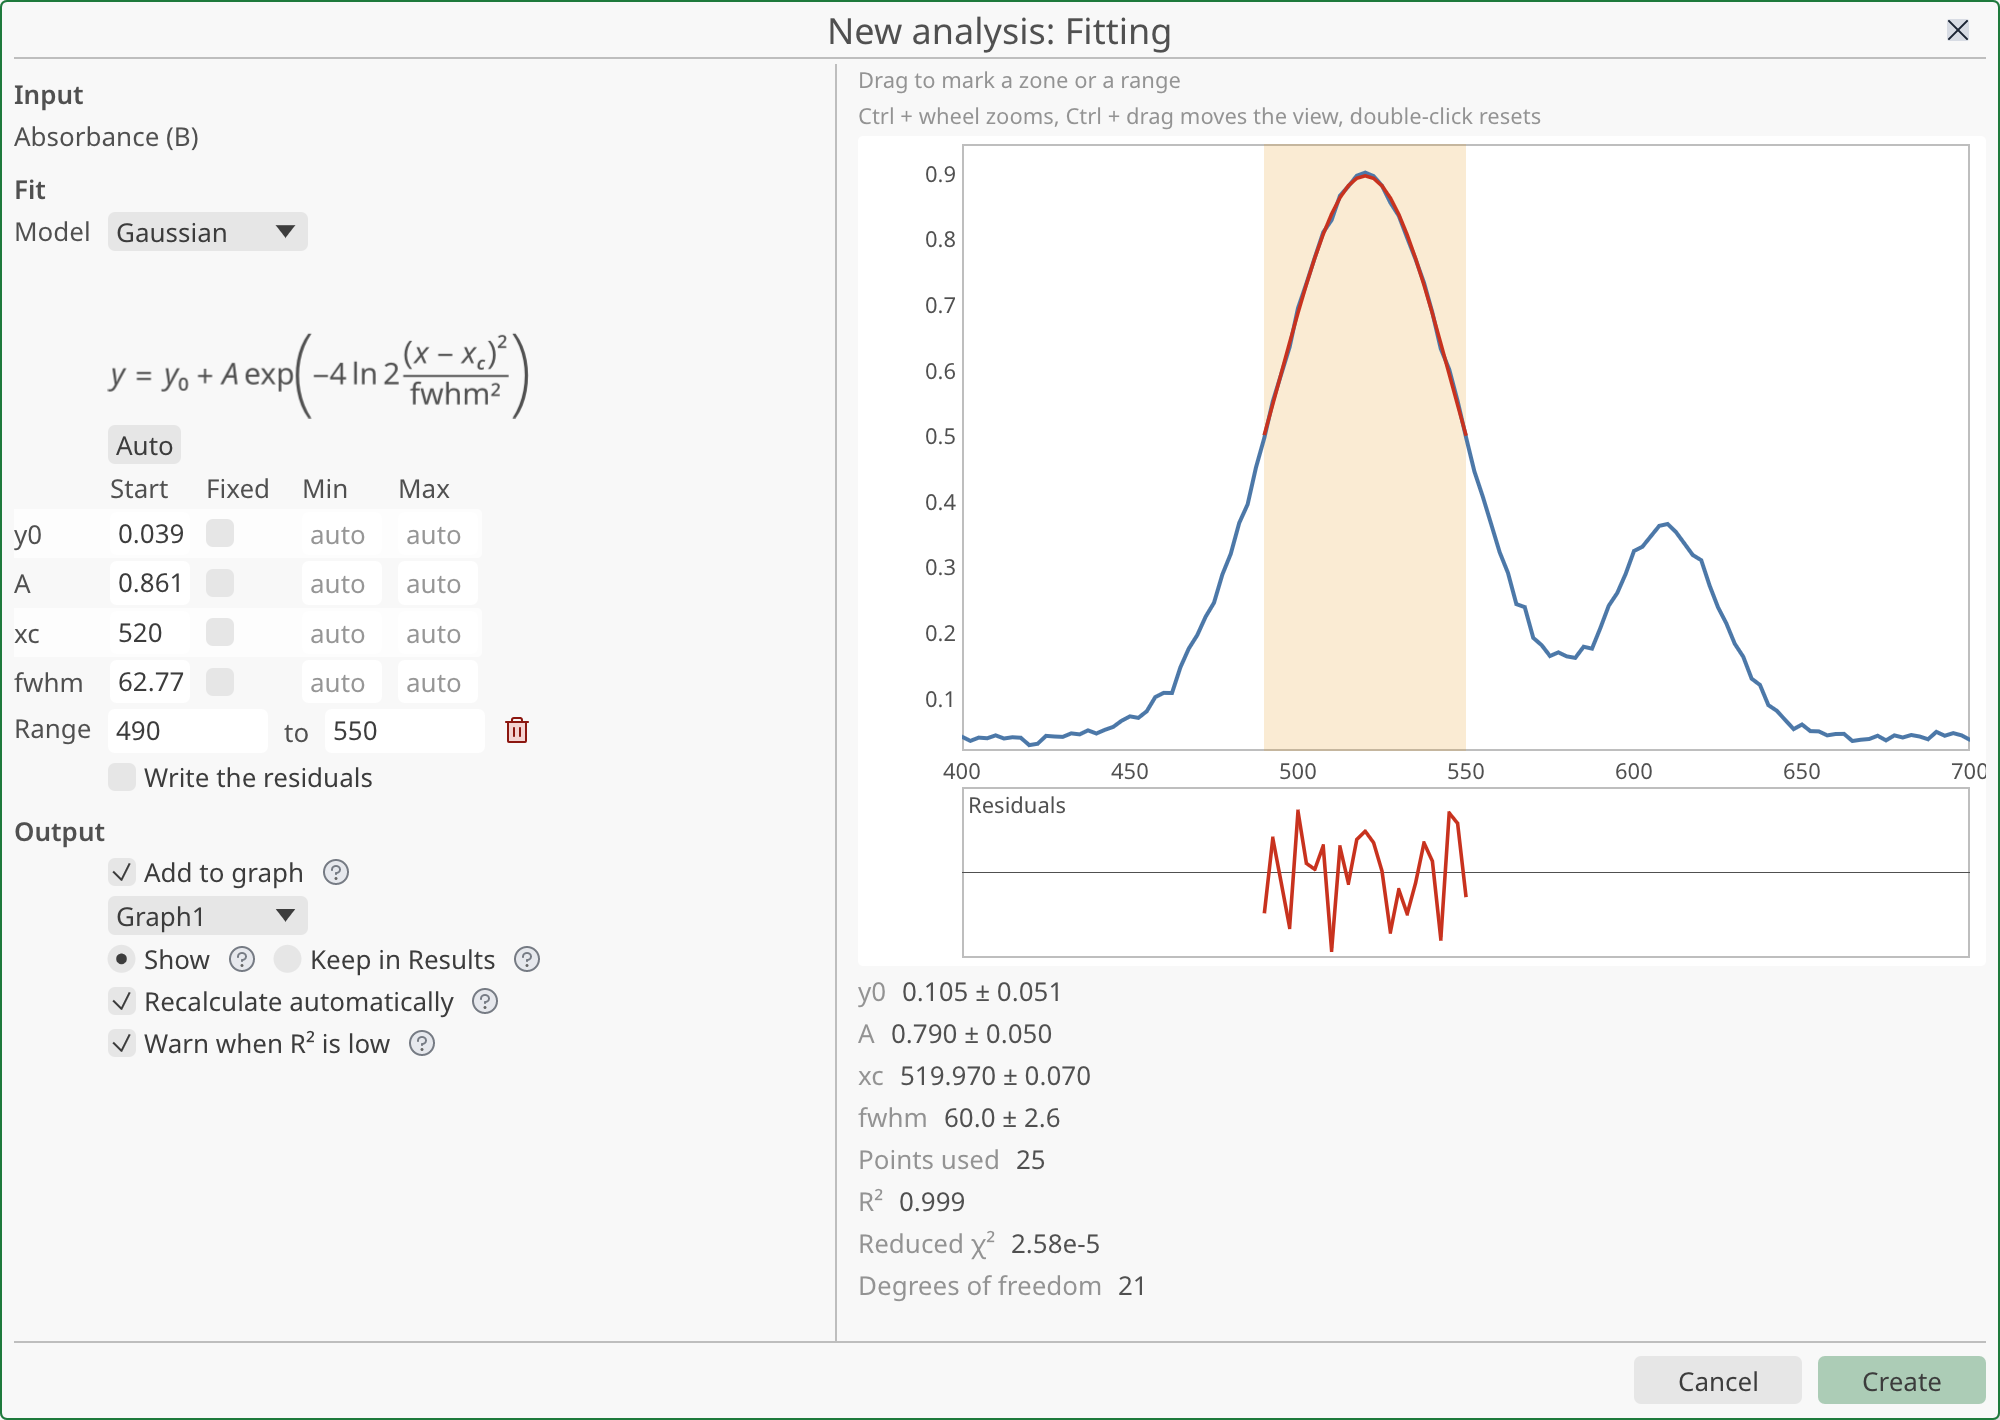 New analysis: Fitting
Input
Absorbance (B)
Fit
Model Gaussian
y = y₀ + A exp(−4 ln 2 (x − x_c)² / fwhm²)
Auto
Start Fixed Min Max
y0 0.039 auto auto
A 0.861 auto auto
xc 520 auto auto
fwhm 62.77 auto auto
Range 490 to 550
Write the residuals
Output
Add to graph ?
Graph1
Show ? Keep in Results ?
Recalculate automatically ?
Warn when R² is low ?
Drag to mark a zone or a range
Ctrl + wheel zooms, Ctrl + drag moves the view, double-click resets
0.9
0.8
0.7
0.6
0.5
0.4
0.3
0.2
0.1
400 450 500 550 600 650 700
Residuals
y0 0.105 ± 0.051
A 0.790 ± 0.050
xc 519.970 ± 0.070
fwhm 60.0 ± 2.6
Points used 25
R² 0.999
Reduced χ² 2.58e-5
Degrees of freedom 21
Cancel Create